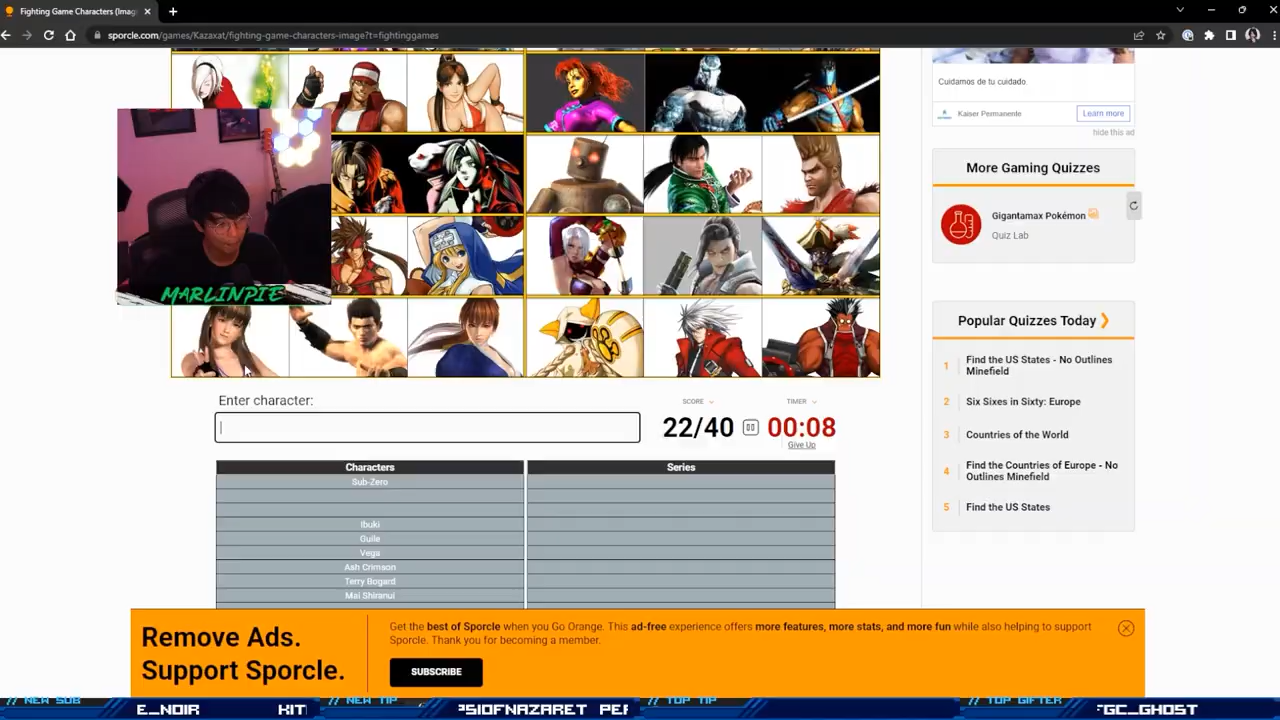 Fighting Game Characters (Imag
sporcle.com/games/Kazaxat/fighting-game-characters-image?t=fightinggames
Cuidamos de tu cuidado.
Kaiser Permanente
Learn more
hide this ad
More Gaming Quizzes
Gigantamax Pokémon
Quiz Lab
MARLINPIE
Popular Quizzes Today
1 Find the US States - No Outlines
Minefield
2 Six Sixes in Sixty: Europe
3 Countries of the World
4 Find the Countries of Europe - No
Outlines Minefield
5 Find the US States
Enter character:
SCORE
TIMER
22/40
00:08
Give Up
Characters
Series
Sub-Zero
Ibuki
Guile
Vega
Ash Crimson
Terry Bogard
Mai Shiranui
Remove Ads.
Support Sporcle.
Get the best of Sporcle when you Go Orange. This ad-free experience offers more features, more stats, and more fun while also helping to support
Sporcle. Thank you for becoming a member.
SUBSCRIBE
// NEW SUB
E_NOIR
KIT
// NEW TIP
PSIOFNAZARET PER
// TOP TIP
// TOP GIFTER
FGC_GHOST